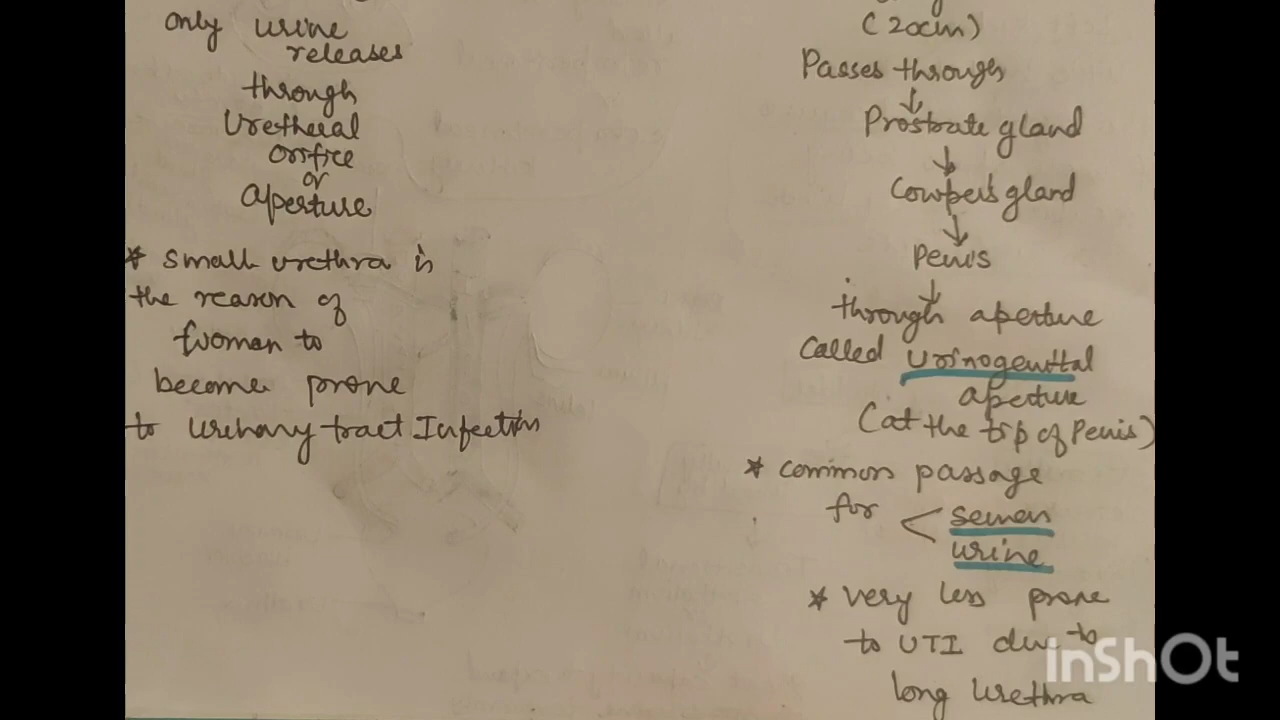 only urine
releases
through
Uretheral
orifice
or
aperture
* small urethra is
the reason of
woman to
become prone
to Urinary tract Infection
(20cm)
Passes through
↓
Prostrate gland
↓
Cowper's gland
↓
Penis
↓
through aperture
called Urinogenital
aperture
(at the tip of Penis)
* common passage
for < semen
urine
* very less prone
to UTI due to
long Urethra
InShOt